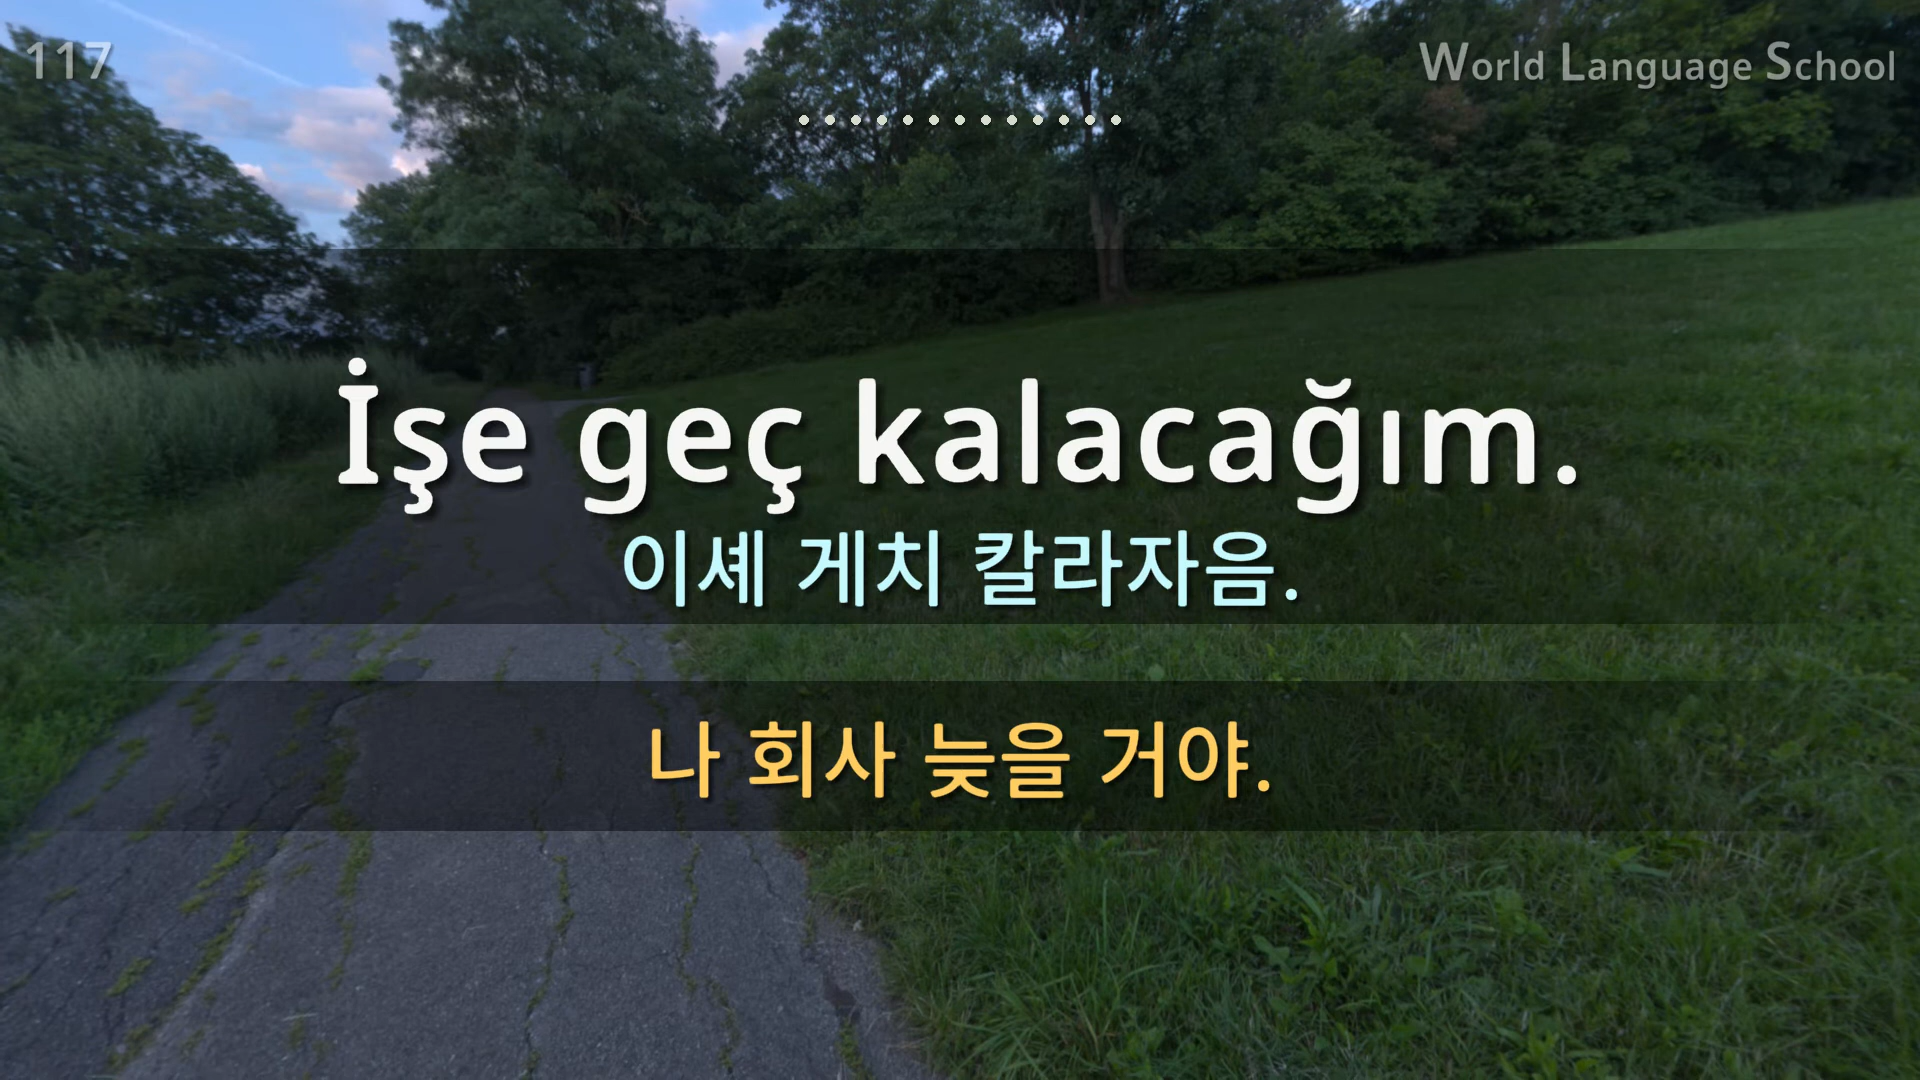 117
World Language School
İşe geç kalacağım.
이셰 게치 칼라자음.
나 회사 늦을 거야.